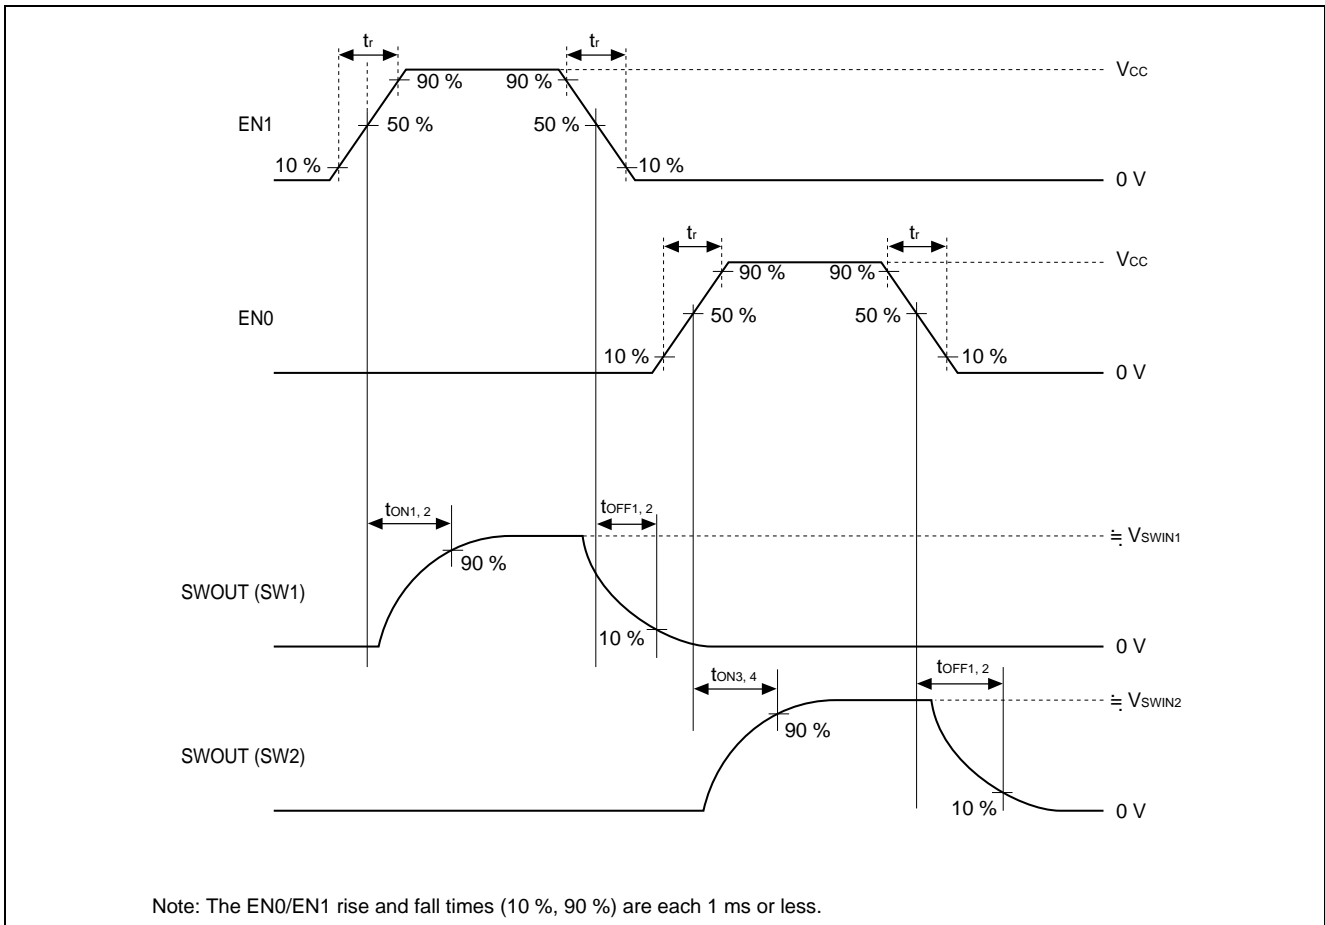 tr tr
90 % 90 % VCC
EN1 50 % 50 %
10 % 10 %
0 V
tr tr
VCC
90 % 90 %
EN0 50 % 50 %
10 % 10 %
0 V
tON1, 2 tOFF1, 2
≒ VSWIN1
90 %
SWOUT (SW1)
10 % 0 V
tON3, 4 tOFF1, 2
≒ VSWIN2
90 %
SWOUT (SW2)
10 % 0 V
Note: The EN0/EN1 rise and fall times (10 %, 90 %) are each 1 ms or less.